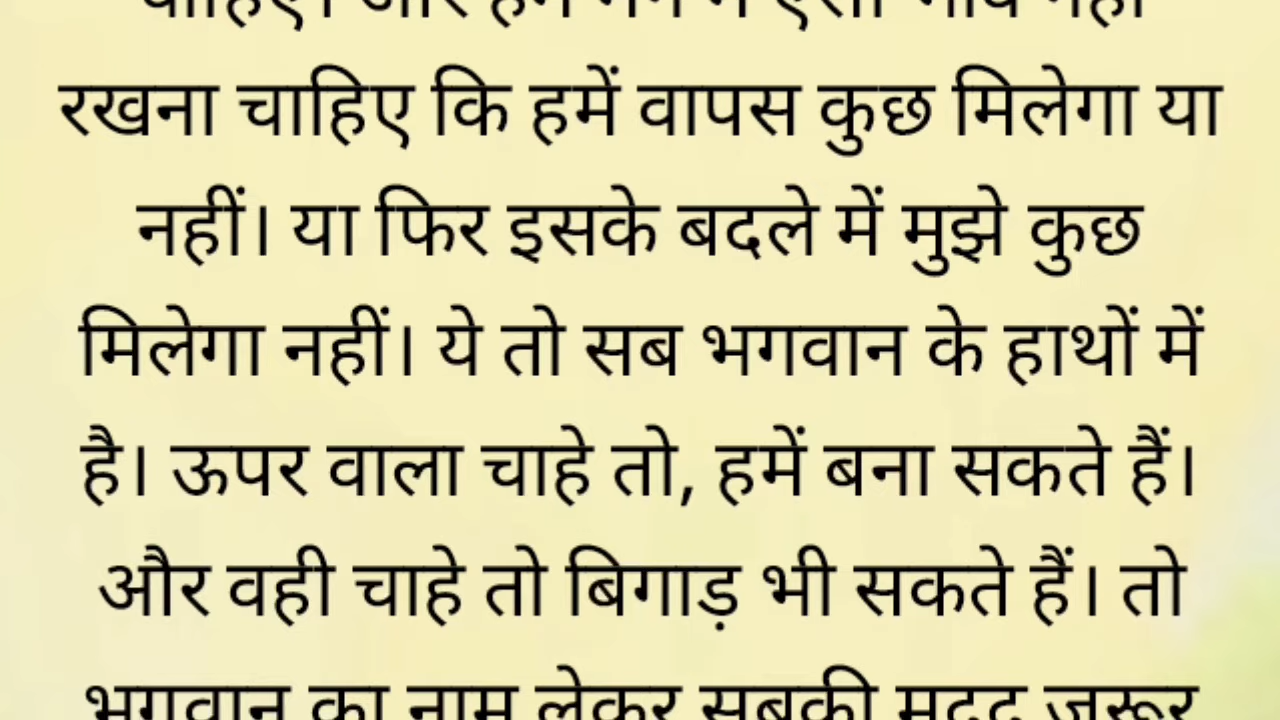 चाहिए। और हमें मन में ऐसा भाव नहीं
रखना चाहिए कि हमें वापस कुछ मिलेगा या
नहीं। या फिर इसके बदले में मुझे कुछ
मिलेगा नहीं। ये तो सब भगवान के हाथों में
है। ऊपर वाला चाहे तो, हमें बना सकते हैं।
और वही चाहे तो बिगाड़ भी सकते हैं। तो
भगवान का नाम लेकर सबकी मदद जरूर